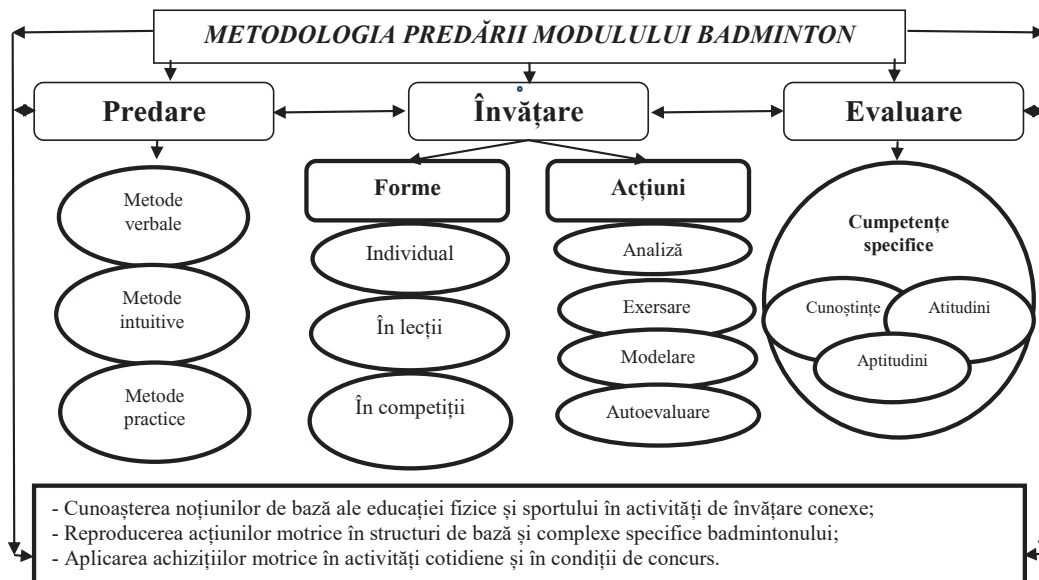 METODOLOGIA PREDĂRII MODULULUI BADMINTON
Predare
Învățare
Evaluare
Metode
verbale
Metode
intuitive
Metode
practice
Forme
Individual
În lecții
În competiții
Acțiuni
Analiză
Exersare
Modelare
Autoevaluare
Cumpetențe
specifice
Cunoștințe
Atitudini
Aptitudini
- Cunoașterea noțiunilor de bază ale educației fizice și sportului în activități de învățare conexe;
- Reproducerea acțiunilor motrice în structuri de bază și complexe specifice badmintonului;
- Aplicarea achizițiilor motrice în activități cotidiene și în condiții de concurs.